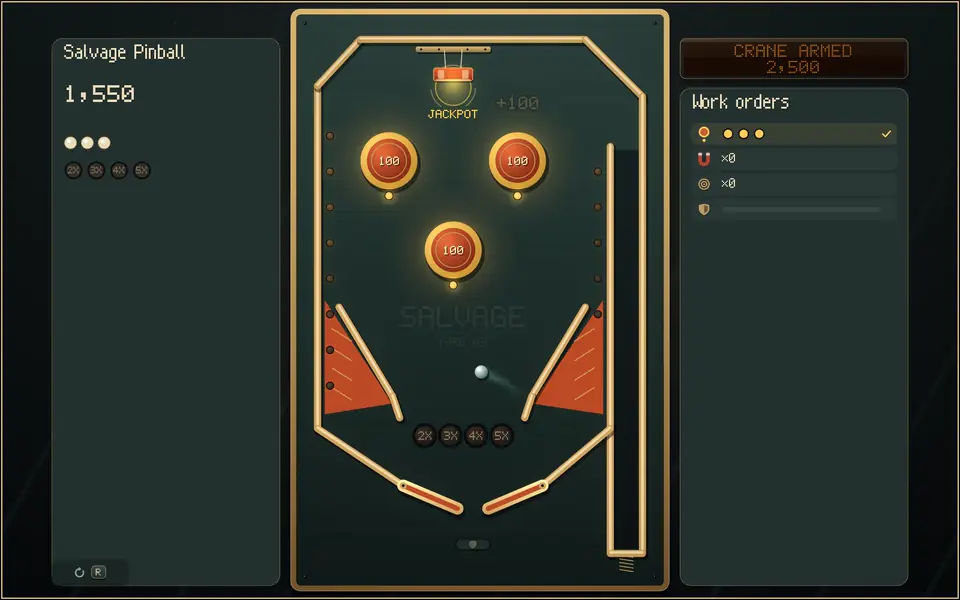 Salvage Pinball
1,550
2X 3X 4X 5X
R
JACKPOT
+100
100
100
100
SALVAGE
2X 3X 4X 5X
CRANE ARMED
2,500
Work orders
×0
×0